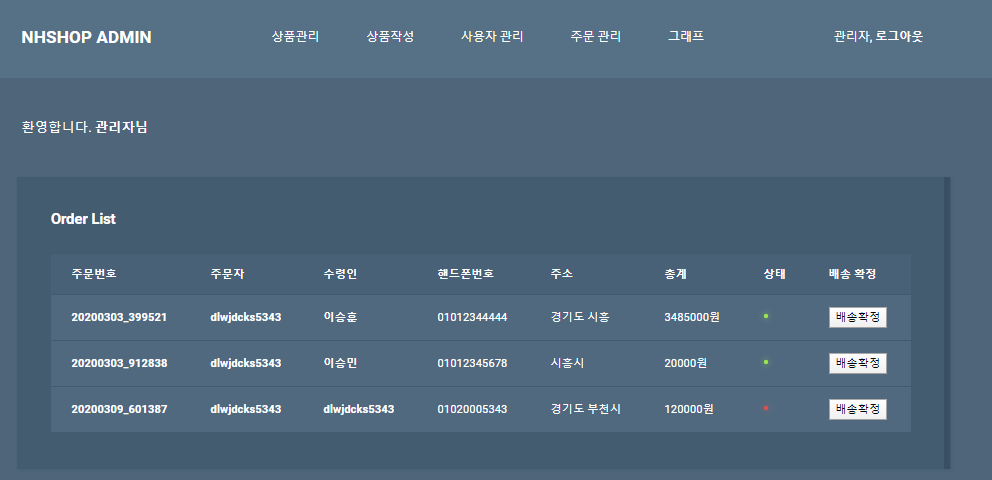 NHSHOP ADMIN 상품관리 상품작성 사용자 관리 주문 관리 그래프 관리자, 로그아웃
환영합니다. 관리자님
Order List
주문번호 주문자 수령인 핸드폰번호 주소 총계 상태 배송 확정
20200303_399521 dlwjdcks5343 이승훈 01012344444 경기도 시흥 3485000원 배송확정
20200303_912838 dlwjdcks5343 이승민 01012345678 시흥시 20000원 배송확정
20200309_601387 dlwjdcks5343 dlwjdcks5343 01020005343 경기도 부천시 120000원 배송확정